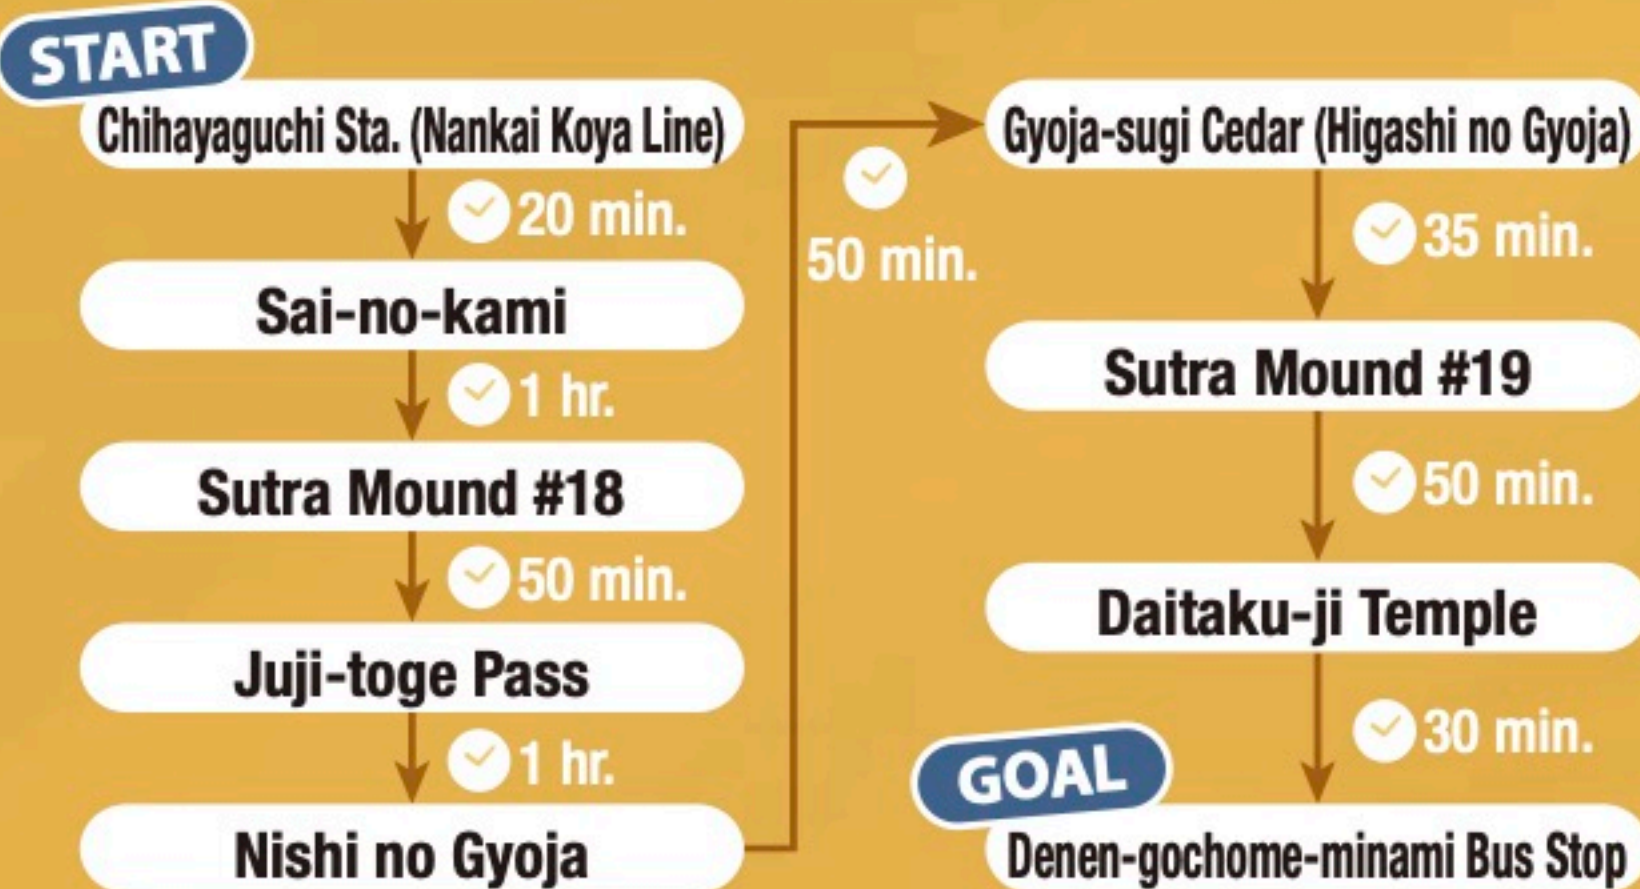 START
Chihayaguchi Sta. (Nankai Koya Line)
20 min.
Sai-no-kami
1 hr.
Sutra Mound #18
50 min.
Juji-toge Pass
1 hr.
Nishi no Gyoja
50 min.
Gyoja-sugi Cedar (Higashi no Gyoja)
35 min.
Sutra Mound #19
50 min.
Daitaku-ji Temple
30 min.
GOAL
Denen-gochome-minami Bus Stop